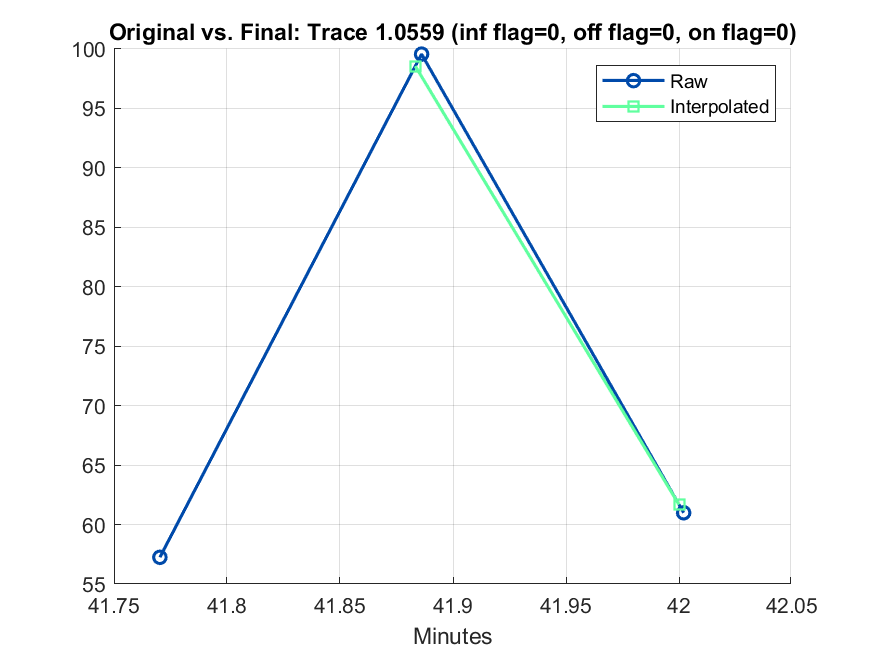 Original vs. Final: Trace 1.0559 (inf flag=0, off flag=0, on flag=0)
100
95
90
85
80
75
70
65
60
55
Raw
Interpolated
41.75 41.8 41.85 41.9 41.95 42 42.05
Minutes